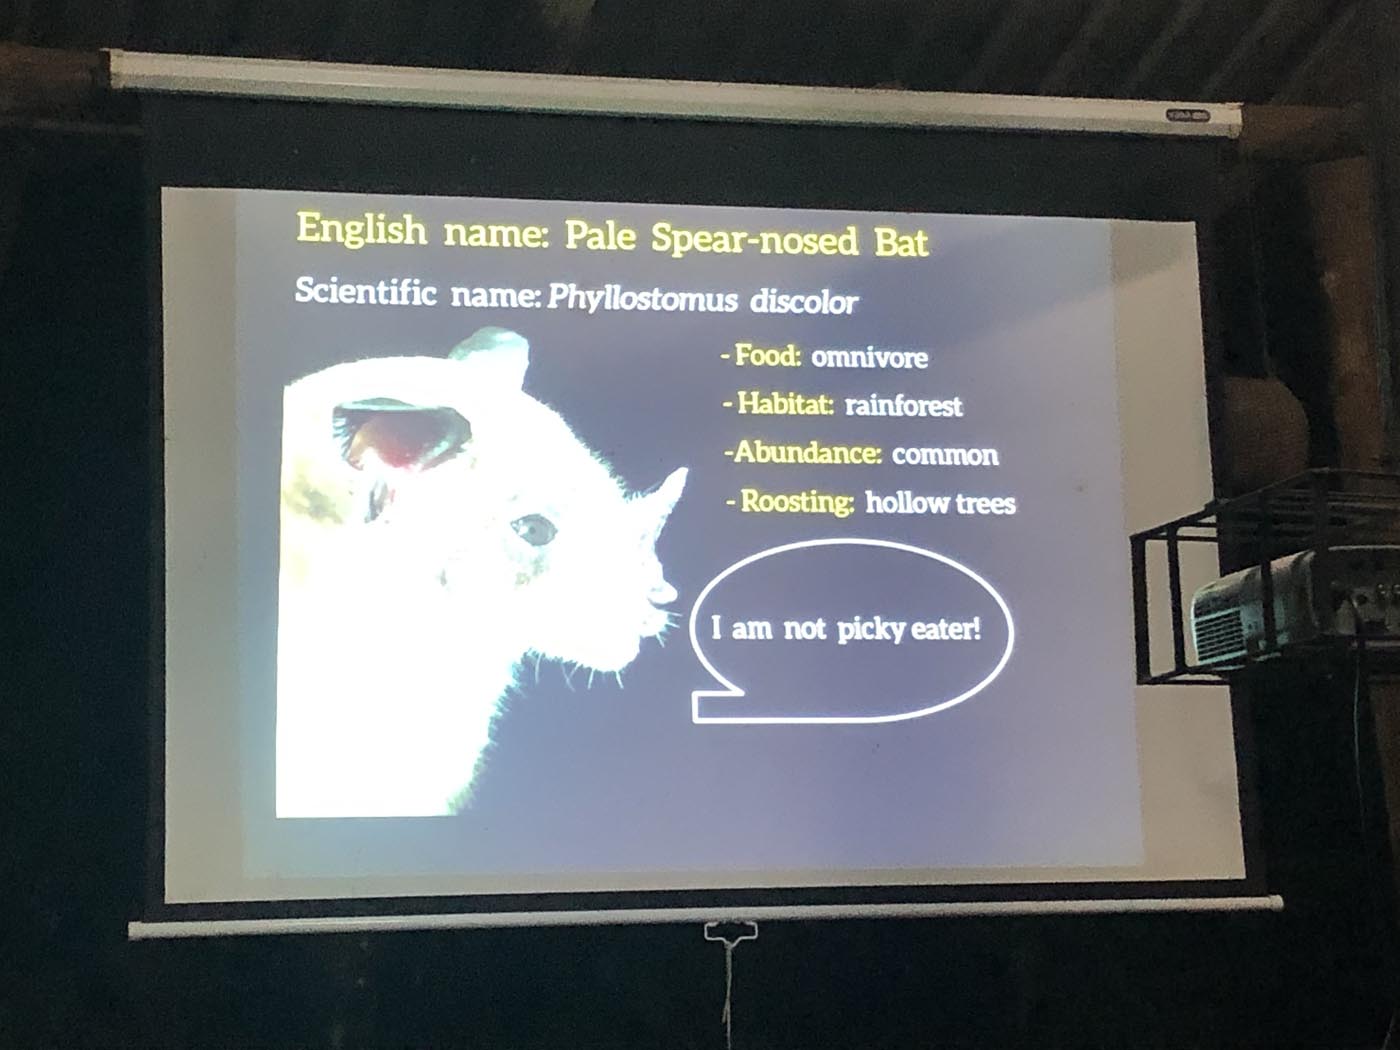 English name: Pale Spear-nosed Bat
Scientific name: Phyllostomus discolor
- Food: omnivore
- Habitat: rainforest
-Abundance: common
- Roosting: hollow trees
I am not picky eater!